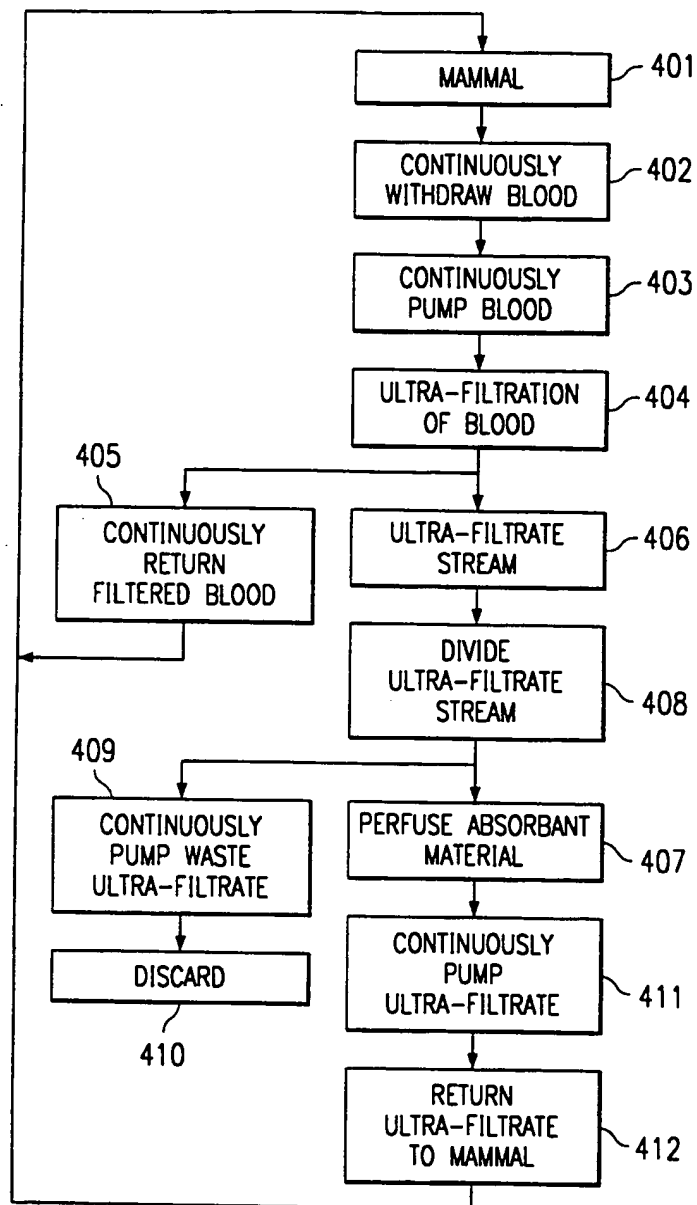 MAMMAL
401
CONTINUOUSLY
WITHDRAW BLOOD
402
CONTINUOUSLY
PUMP BLOOD
403
ULTRA-FILTRATION
OF BLOOD
404
405
CONTINUOUSLY
RETURN
FILTERED BLOOD
ULTRA-FILTRATE
STREAM
406
DIVIDE
ULTRA-FILTRATE
STREAM
408
409
CONTINUOUSLY
PUMP WASTE
ULTRA-FILTRATE
PERFUSE ABSORBANT
MATERIAL
407
DISCARD
410
CONTINUOUSLY
PUMP
ULTRA-FILTRATE
411
RETURN
ULTRA-FILTRATE
TO MAMMAL
412